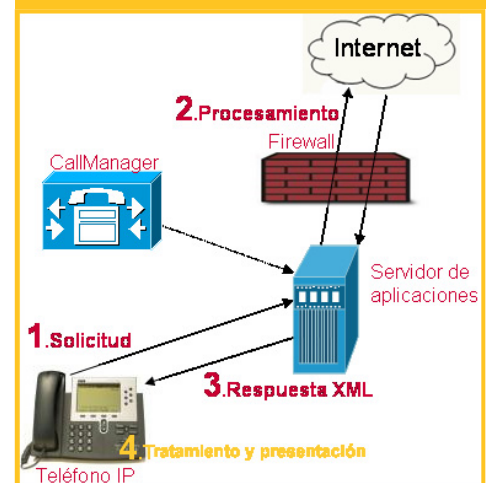 Internet
2.Procesamiento
Firewall
CallManager
Servidor de
aplicaciones
1.Solicitud
3.Respuesta XML
4.Tratamiento y presentación
Teléfono IP